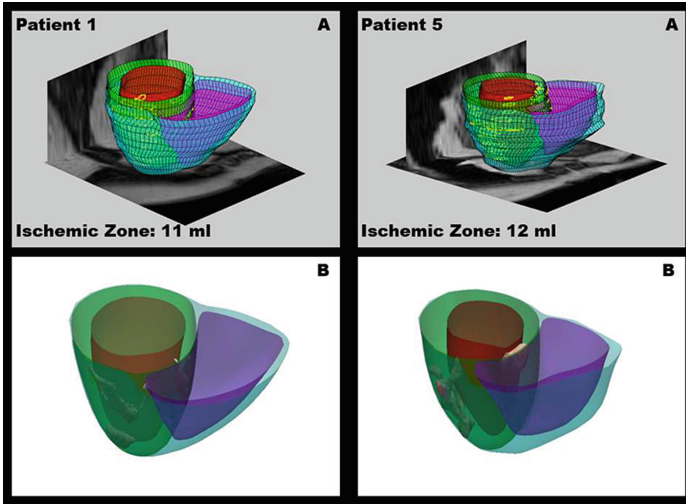 Patient 1 A
Patient 5 A
Ischemic Zone: 11 ml
Ischemic Zone: 12 ml
B
B